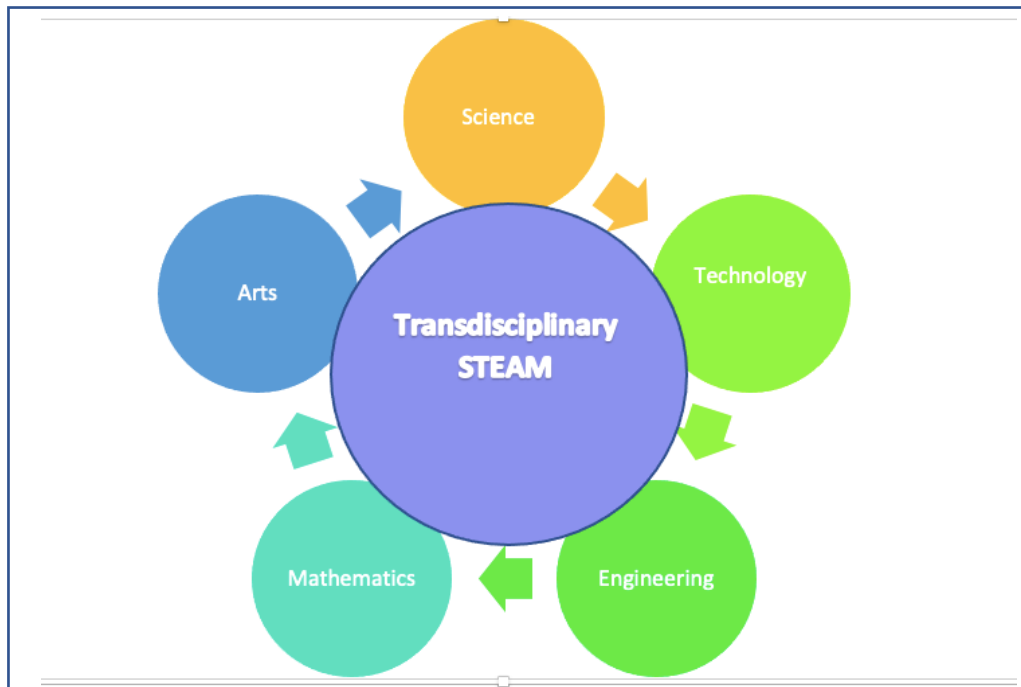 Science
Technology
Arts
Transdisciplinary
STEAM
Mathematics
Engineering